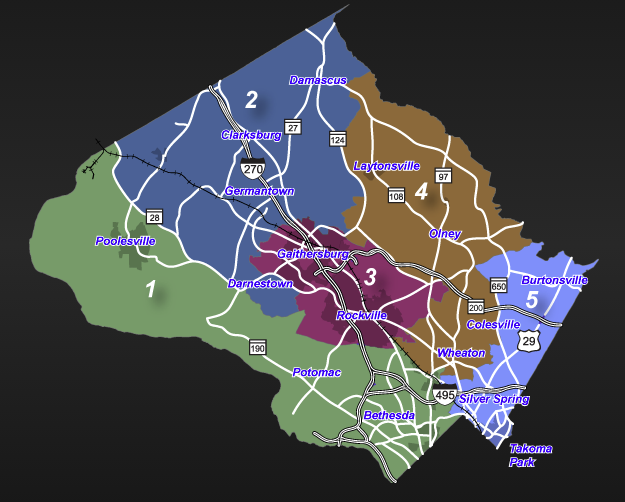 Damascus
2
Clarksburg
27
124
270
Laytonsville
97
4
108
Germantown
28
Poolesville
Olney
Gaithersburg
3
Darnestown
1
Burtonsville
650
5
200
Rockville
Colesville
29
190
Wheaton
Potomac
495
Silver Spring
Bethesda
Takoma
Park